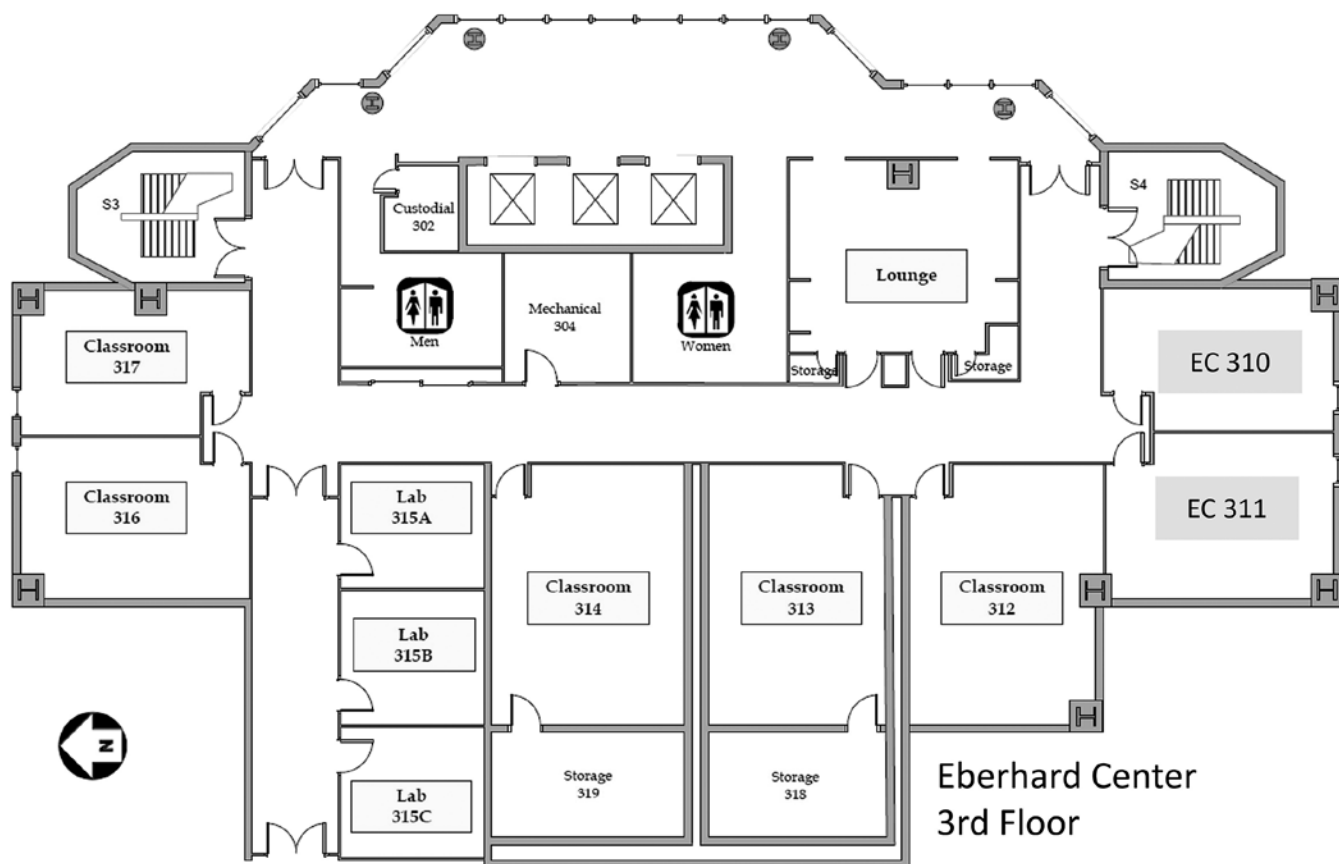 S3
Custodial
302
S4
Lounge
Mechanical
304
Men
Women
Storage
Storage
Classroom
317
EC 310
Classroom
316
EC 311
Lab
315A
Classroom
314
Classroom
313
Classroom
312
Lab
315B
N
Storage
319
Storage
318
Lab
315C
Eberhard Center
3rd Floor